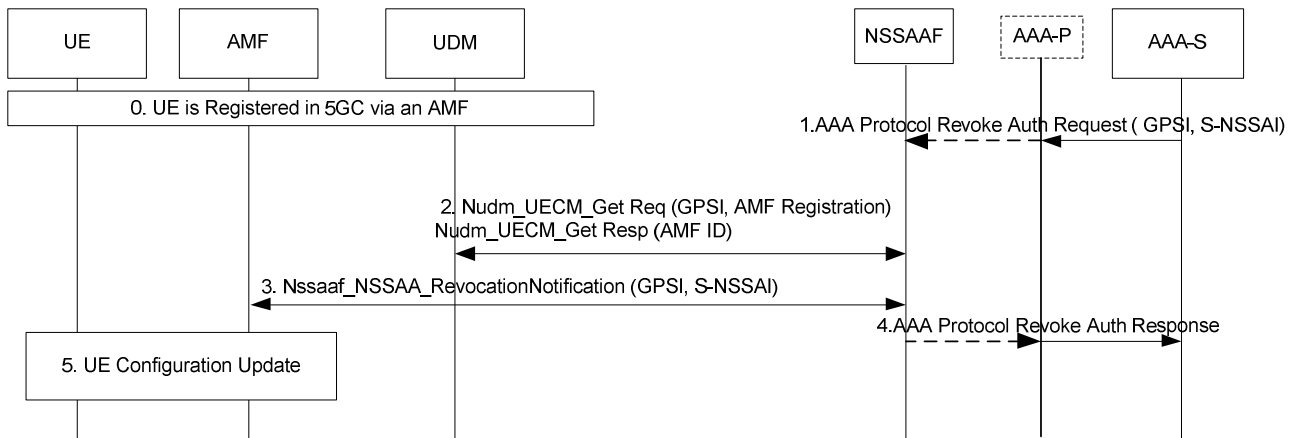 UE
AMF
UDM
NSSAAF
AAA-P
AAA-S
0. UE is Registered in 5GC via an AMF
1.AAA Protocol Revoke Auth Request ( GPSI, S-NSSAI)
2. Nudm_UECM_Get Req (GPSI, AMF Registration)
Nudm_UECM_Get Resp (AMF ID)
3. Nssaaf_NSSAA_RevocationNotification (GPSI, S-NSSAI)
4.AAA Protocol Revoke Auth Response
5. UE Configuration Update